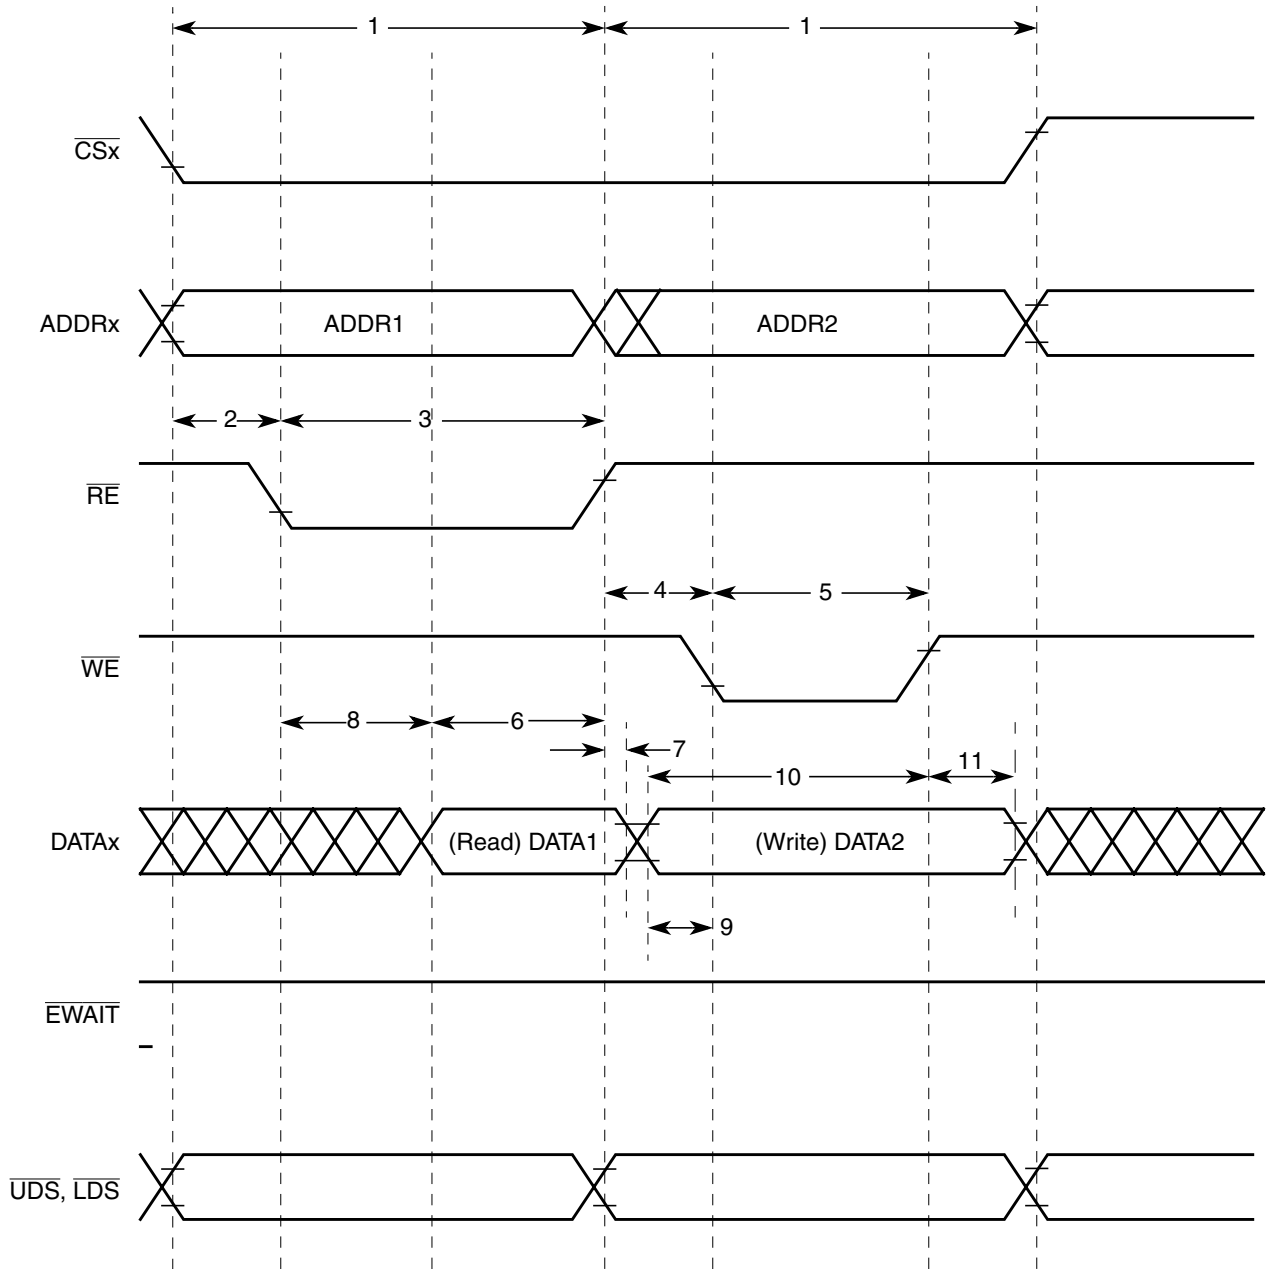 1 1
CSx
ADDRx ADDR1 ADDR2
2 3
RE
4 5
WE
8 6
7
10 11
DATAx (Read) DATA1 (Write) DATA2
9
EWAIT
UDS, LDS